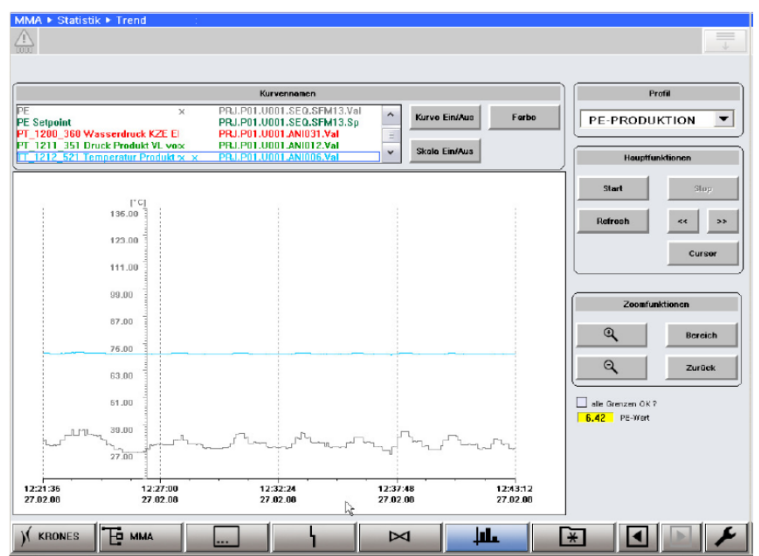 MMA ▸ Statistik ▸ Trend :
Kurvennamen
Profil
PE × PRJ.P01.U001.SEQ.SFM13.Val
PE Setpoint PRJ.P01.U001.SEQ.SFM13.Sp
PT_1200_360 Wasserdruck KZE El PRJ.P01.U001.ANI031.Val
PT_1211_351 Druck Produkt VL vo×× PRJ.P01.U001.ANI012.Val
TT_1212_521 Temperatur Produkt × × PRJ.P01.U001.ANI006.Val
Kurve Ein/Aus
Farbe
Skala Ein/Aus
PE-PRODUKTION
Hauptfunktionen
Start
Stop
Refresh
<<
>>
Cursor
Zoomfunktionen
Bereich
Zurück
alle Grenzen OK?
6.42 PE-Wert
[°C]
135.00
123.00
111.00
99.00
87.00
75.00
63.00
51.00
39.00
27.00
12:21:36 12:27:00 12:32:24 12:37:48 12:43:12
27.02.08 27.02.08 27.02.08 27.02.08 27.02.08
KRONES
MMA
...